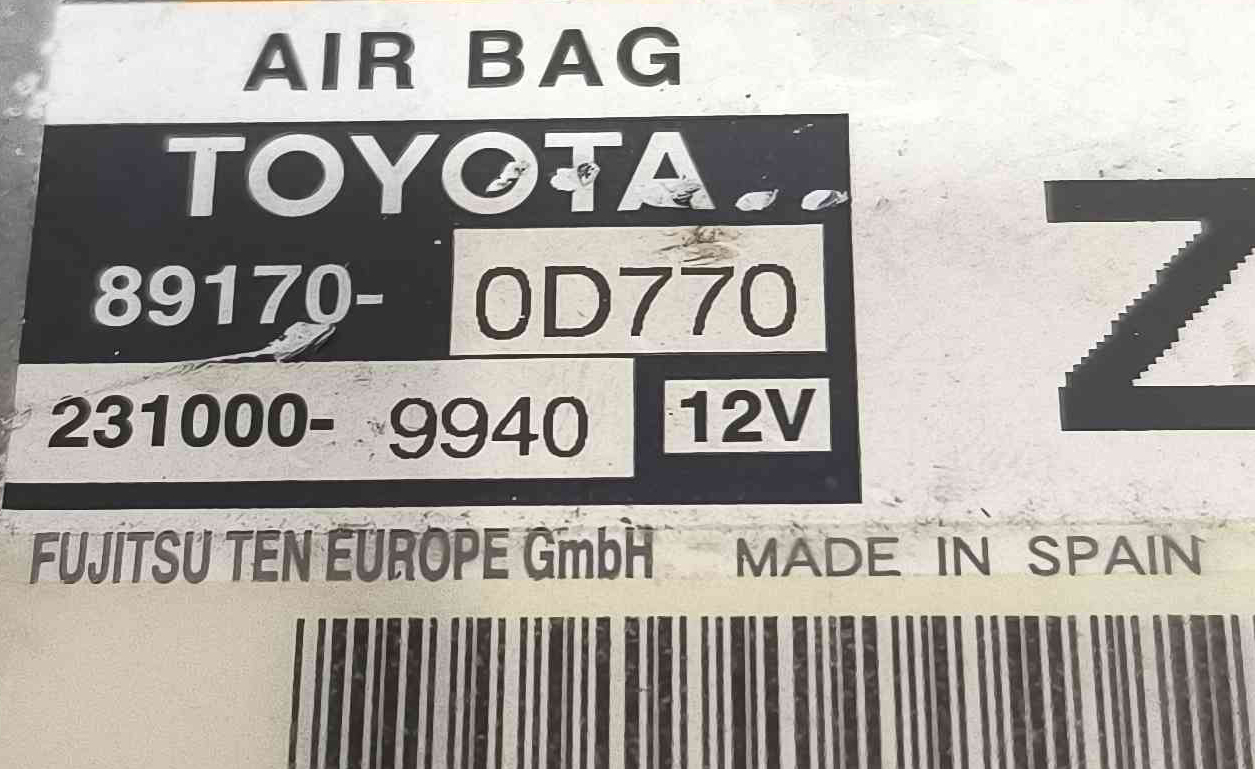 AIR BAG
TOYOTA
89170- 0D770
231000- 9940 12V
Z
FUJITSU TEN EUROPE GmbH MADE IN SPAIN